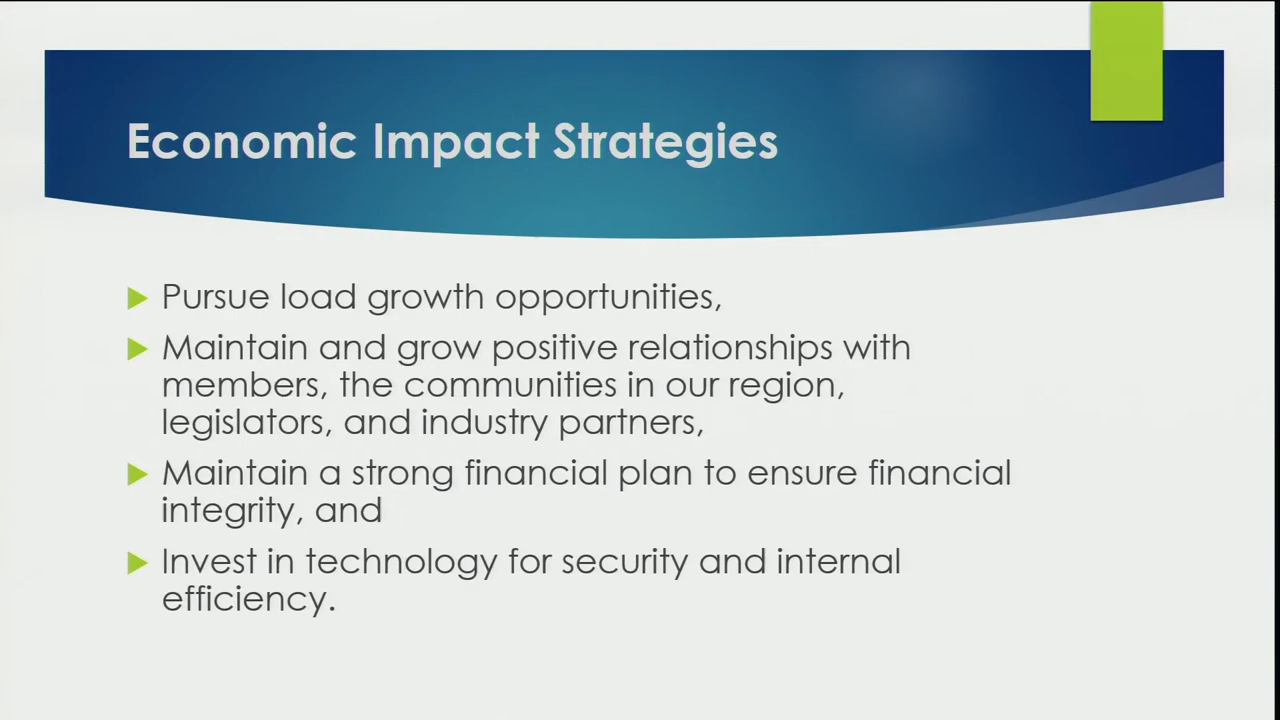 Economic Impact Strategies
Pursue load growth opportunities,
Maintain and grow positive relationships with
members, the communities in our region,
legislators, and industry partners,
Maintain a strong financial plan to ensure financial
integrity, and
Invest in technology for security and internal
efficiency.